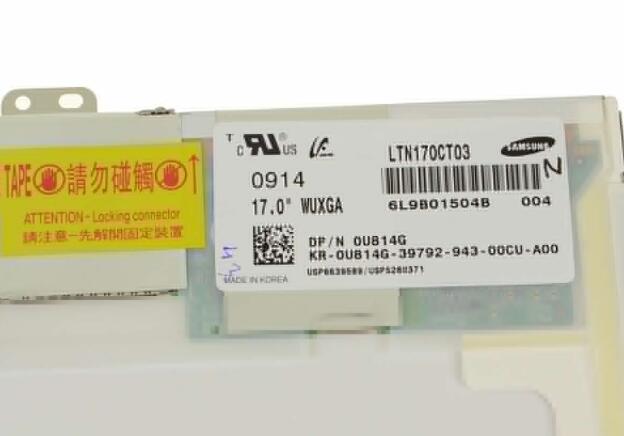 TAPE 請勿碰觸
ATTENTION - Locking connector
請注意-先解開固定裝置
C UR US
LTN170CT03
SAMSUNG
0914
17.0" WUXGA
6L9B01504B 004
N
DP/N 0U814G
KR-0U814G-39792-943-00CU-A00
MADE IN KOREA